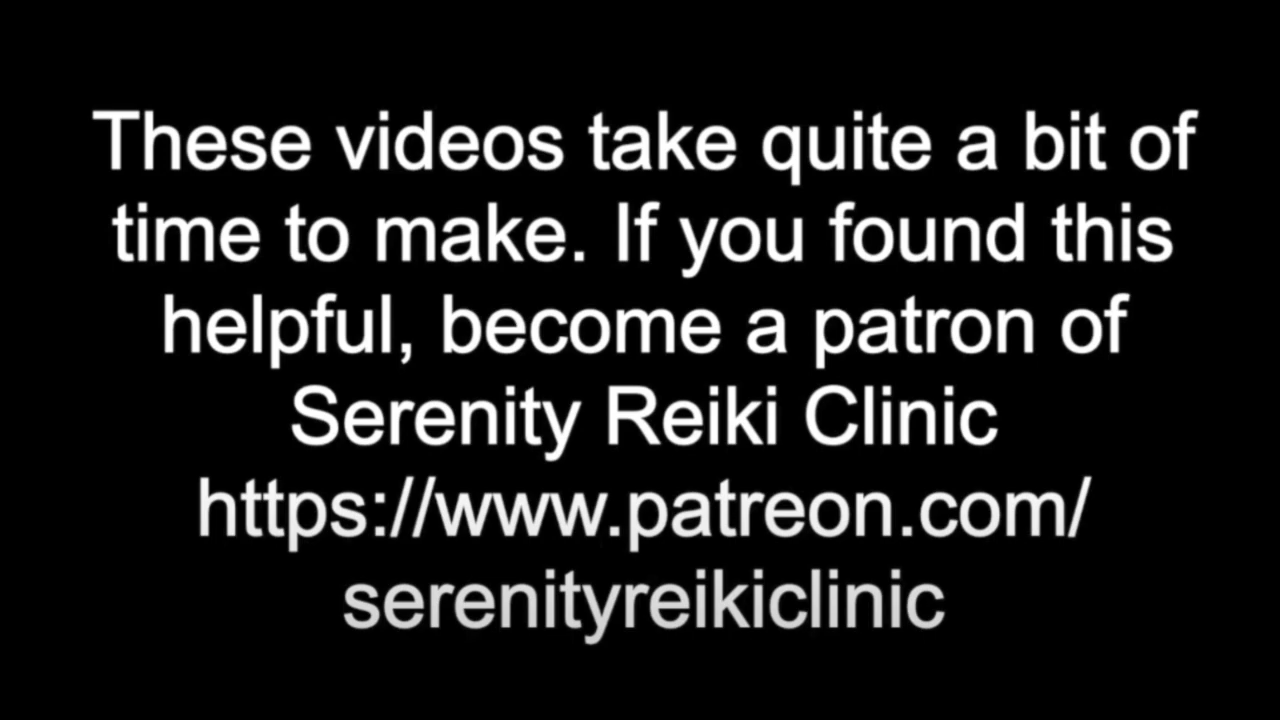 These videos take quite a bit of
time to make. If you found this
helpful, become a patron of
Serenity Reiki Clinic
https://www.patreon.com/
serenityreikiclinic